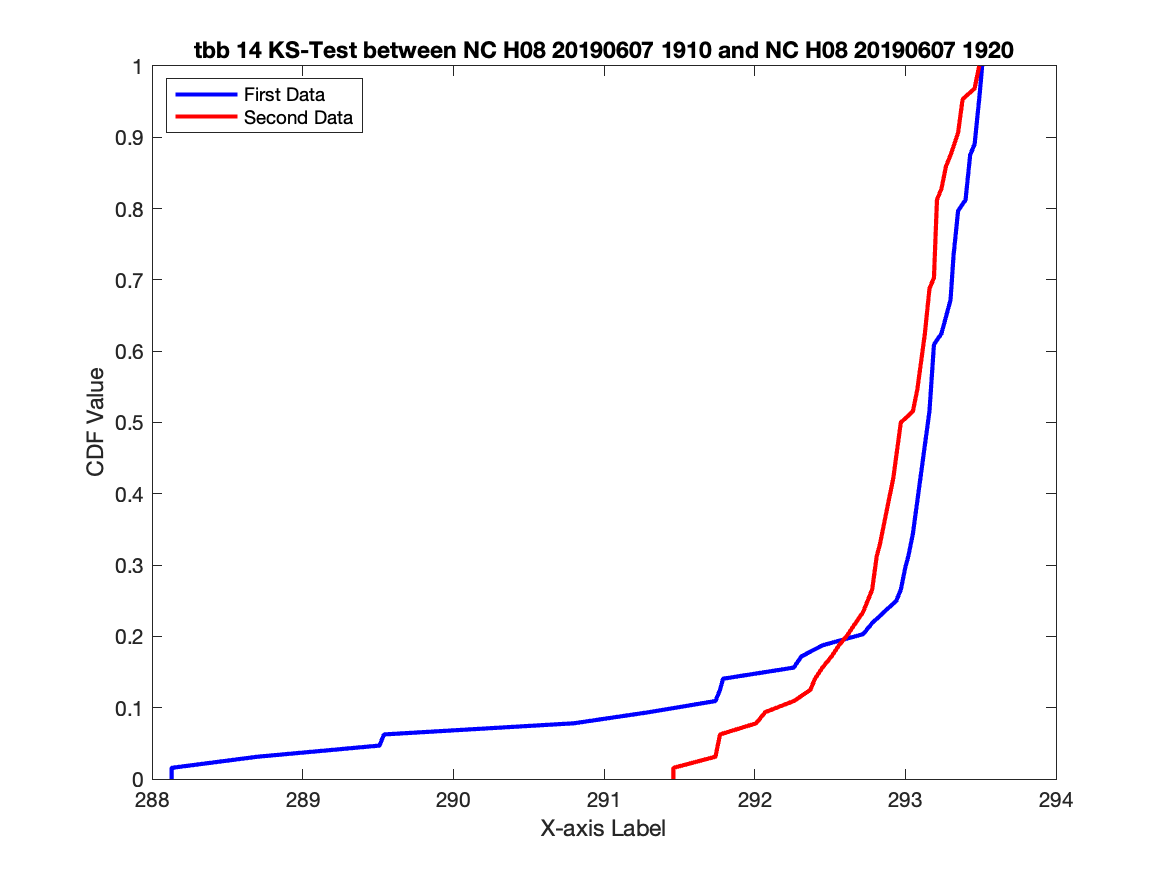 tbb 14 KS-Test between NC H08 20190607 1910 and NC H08 20190607 1920
First Data
Second Data
1
0.9
0.8
0.7
0.6
0.5
0.4
0.3
0.2
0.1
0
CDF Value
288 289 290 291 292 293 294
X-axis Label